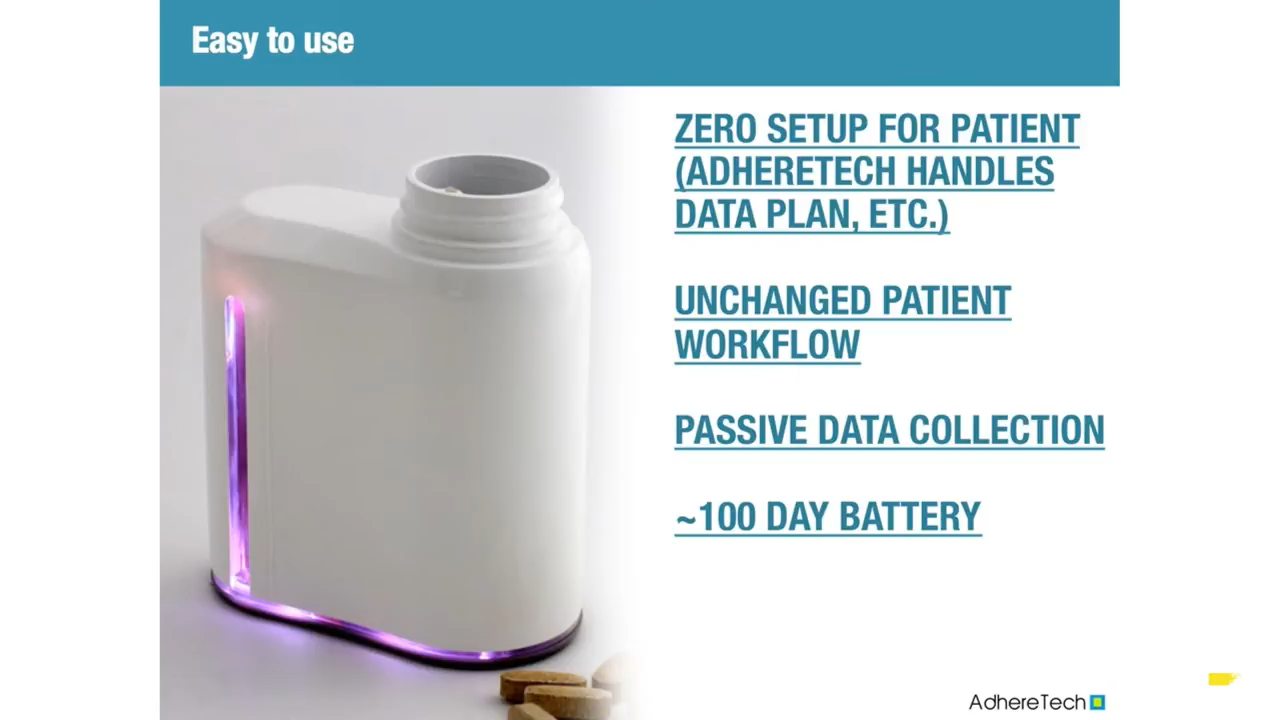 Easy to use
ZERO SETUP FOR PATIENT
(ADHERETECH HANDLES
DATA PLAN, ETC.)
UNCHANGED PATIENT
WORKFLOW
PASSIVE DATA COLLECTION
~100 DAY BATTERY
AdhereTech